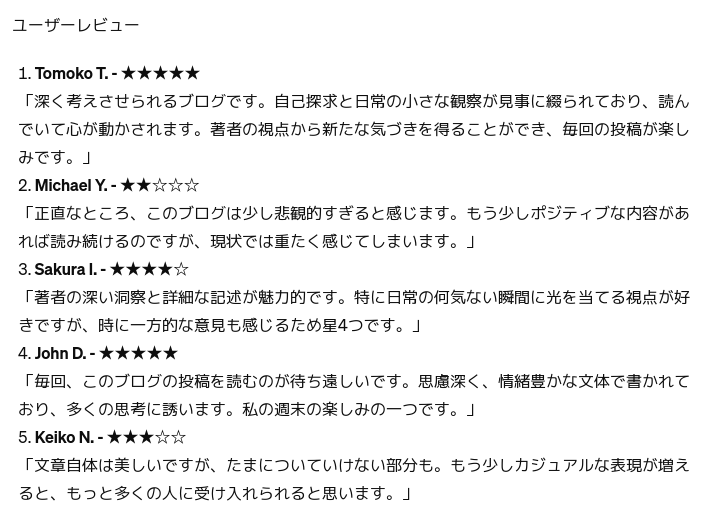 ユーザーレビュー
1. Tomoko T. - ★★★★★
「深く考えさせられるブログです。自己探求と日常の小さな観察が見事に綴られており、読ん
でいて心が動かされます。著者の視点から新たな気づきを得ることができ、毎回の投稿が楽し
みです。」
2. Michael Y. - ★★☆☆☆
「正直なところ、このブログは少し悲観的すぎると感じます。もう少しポジティブな内容があ
れば読み続けるのですが、現状では重たく感じてしまいます。」
3. Sakura I. - ★★★★☆
「著者の深い洞察と詳細な記述が魅力的です。特に日常の何気ない瞬間に光を当てる視点が好
きですが、時に一方的な意見も感じるため星4つです。」
4. John D. - ★★★★★
「毎回、このブログの投稿を読むのが待ち遠しいです。思慮深く、情緒豊かな文体で書かれて
おり、多くの思考に誘います。私の週末の楽しみの一つです。」
5. Keiko N. - ★★★☆☆
「文章自体は美しいですが、たまについていけない部分も。もう少しカジュアルな表現が増え
ると、もっと多くの人に受け入れられると思います。」